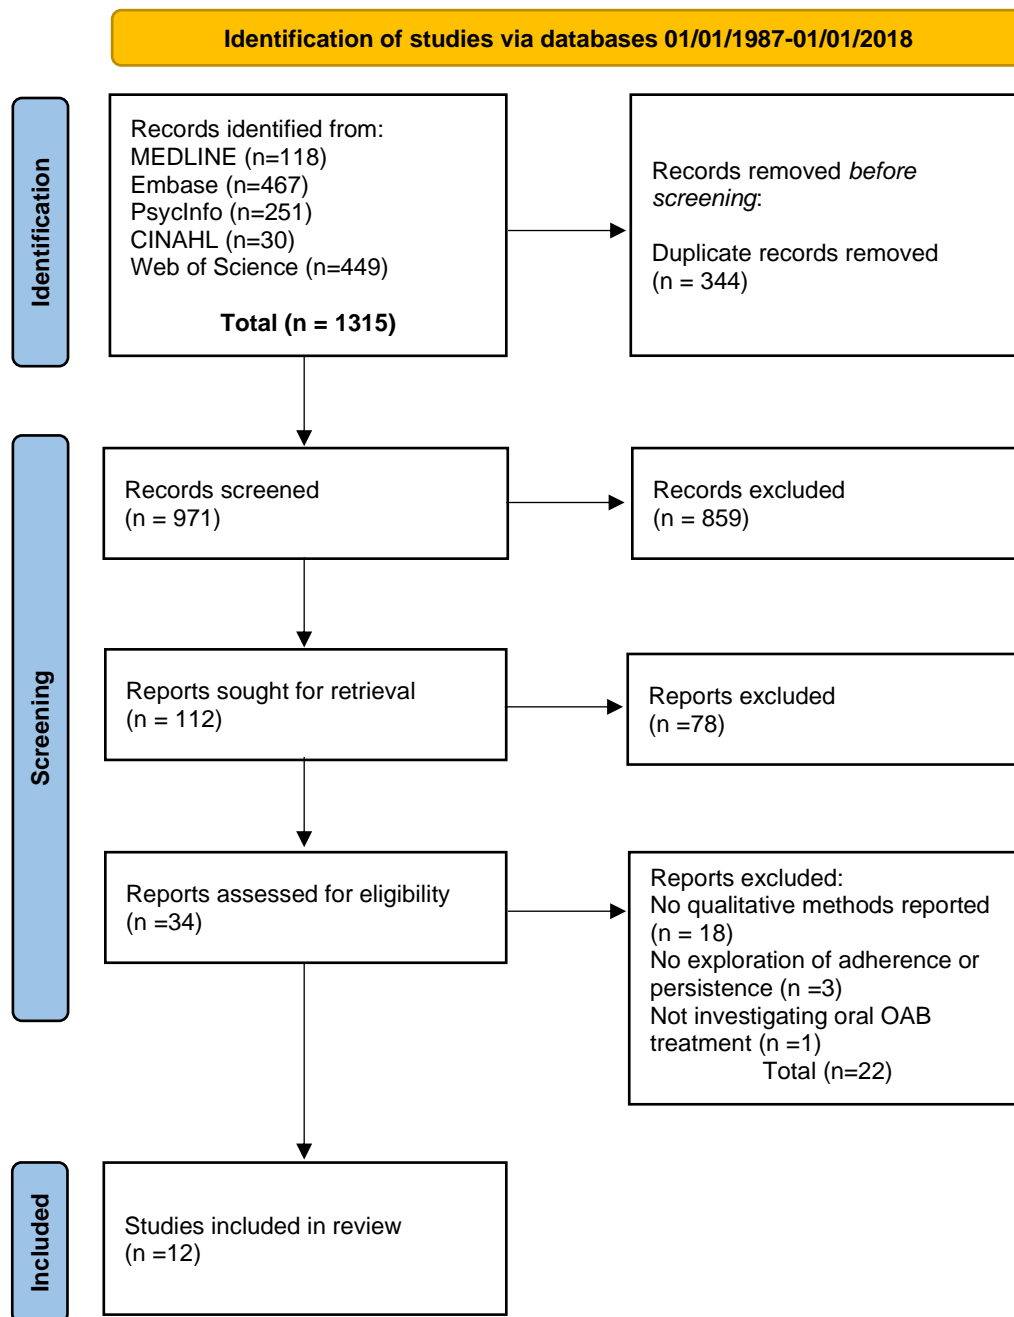 Identification of studies via databases 01/01/1987-01/01/2018
Identification
Records identified from:
MEDLINE (n=118)
Embase (n=467)
PsycInfo (n=251)
CINAHL (n=30)
Web of Science (n=449)
Total (n = 1315)
Records removed before
screening:
Duplicate records removed
(n = 344)
Screening
Records screened
(n = 971)
Records excluded
(n = 859)
Reports sought for retrieval
(n = 112)
Reports excluded
(n =78)
Reports assessed for eligibility
(n =34)
Reports excluded:
No qualitative methods reported
(n = 18)
No exploration of adherence or
persistence (n =3)
Not investigating oral OAB
treatment (n =1)
Total (n=22)
Included
Studies included in review
(n =12)